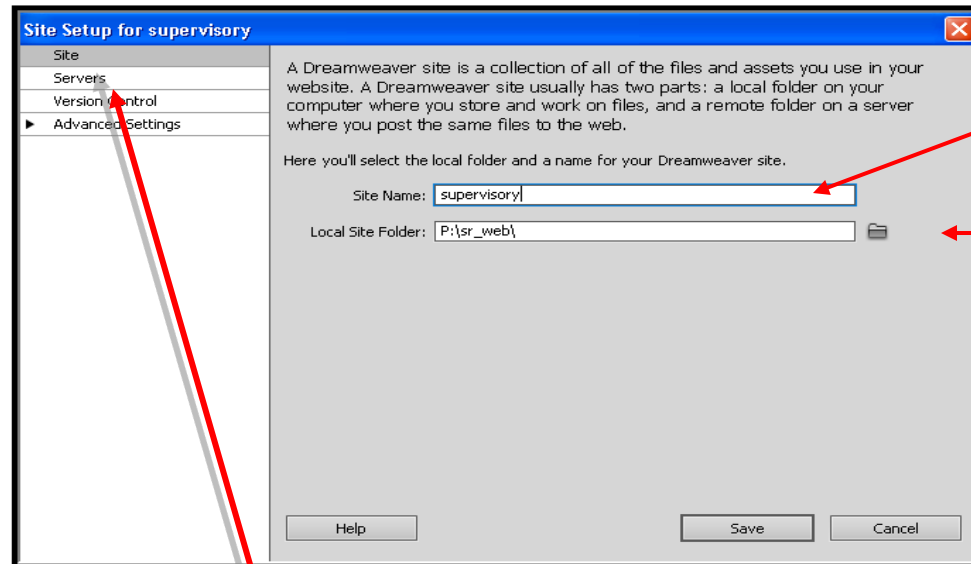 Site Setup for supervisory
Site
Servers
Version Control
Advanced Settings
A Dreamweaver site is a collection of all of the files and assets you use in your
website. A Dreamweaver site usually has two parts: a local folder on your
computer where you store and work on files, and a remote folder on a server
where you post the same files to the web.
Here you'll select the local folder and a name for your Dreamweaver site.
Site Name: supervisory
Local Site Folder: P:\sr_web\
Help Save Cancel